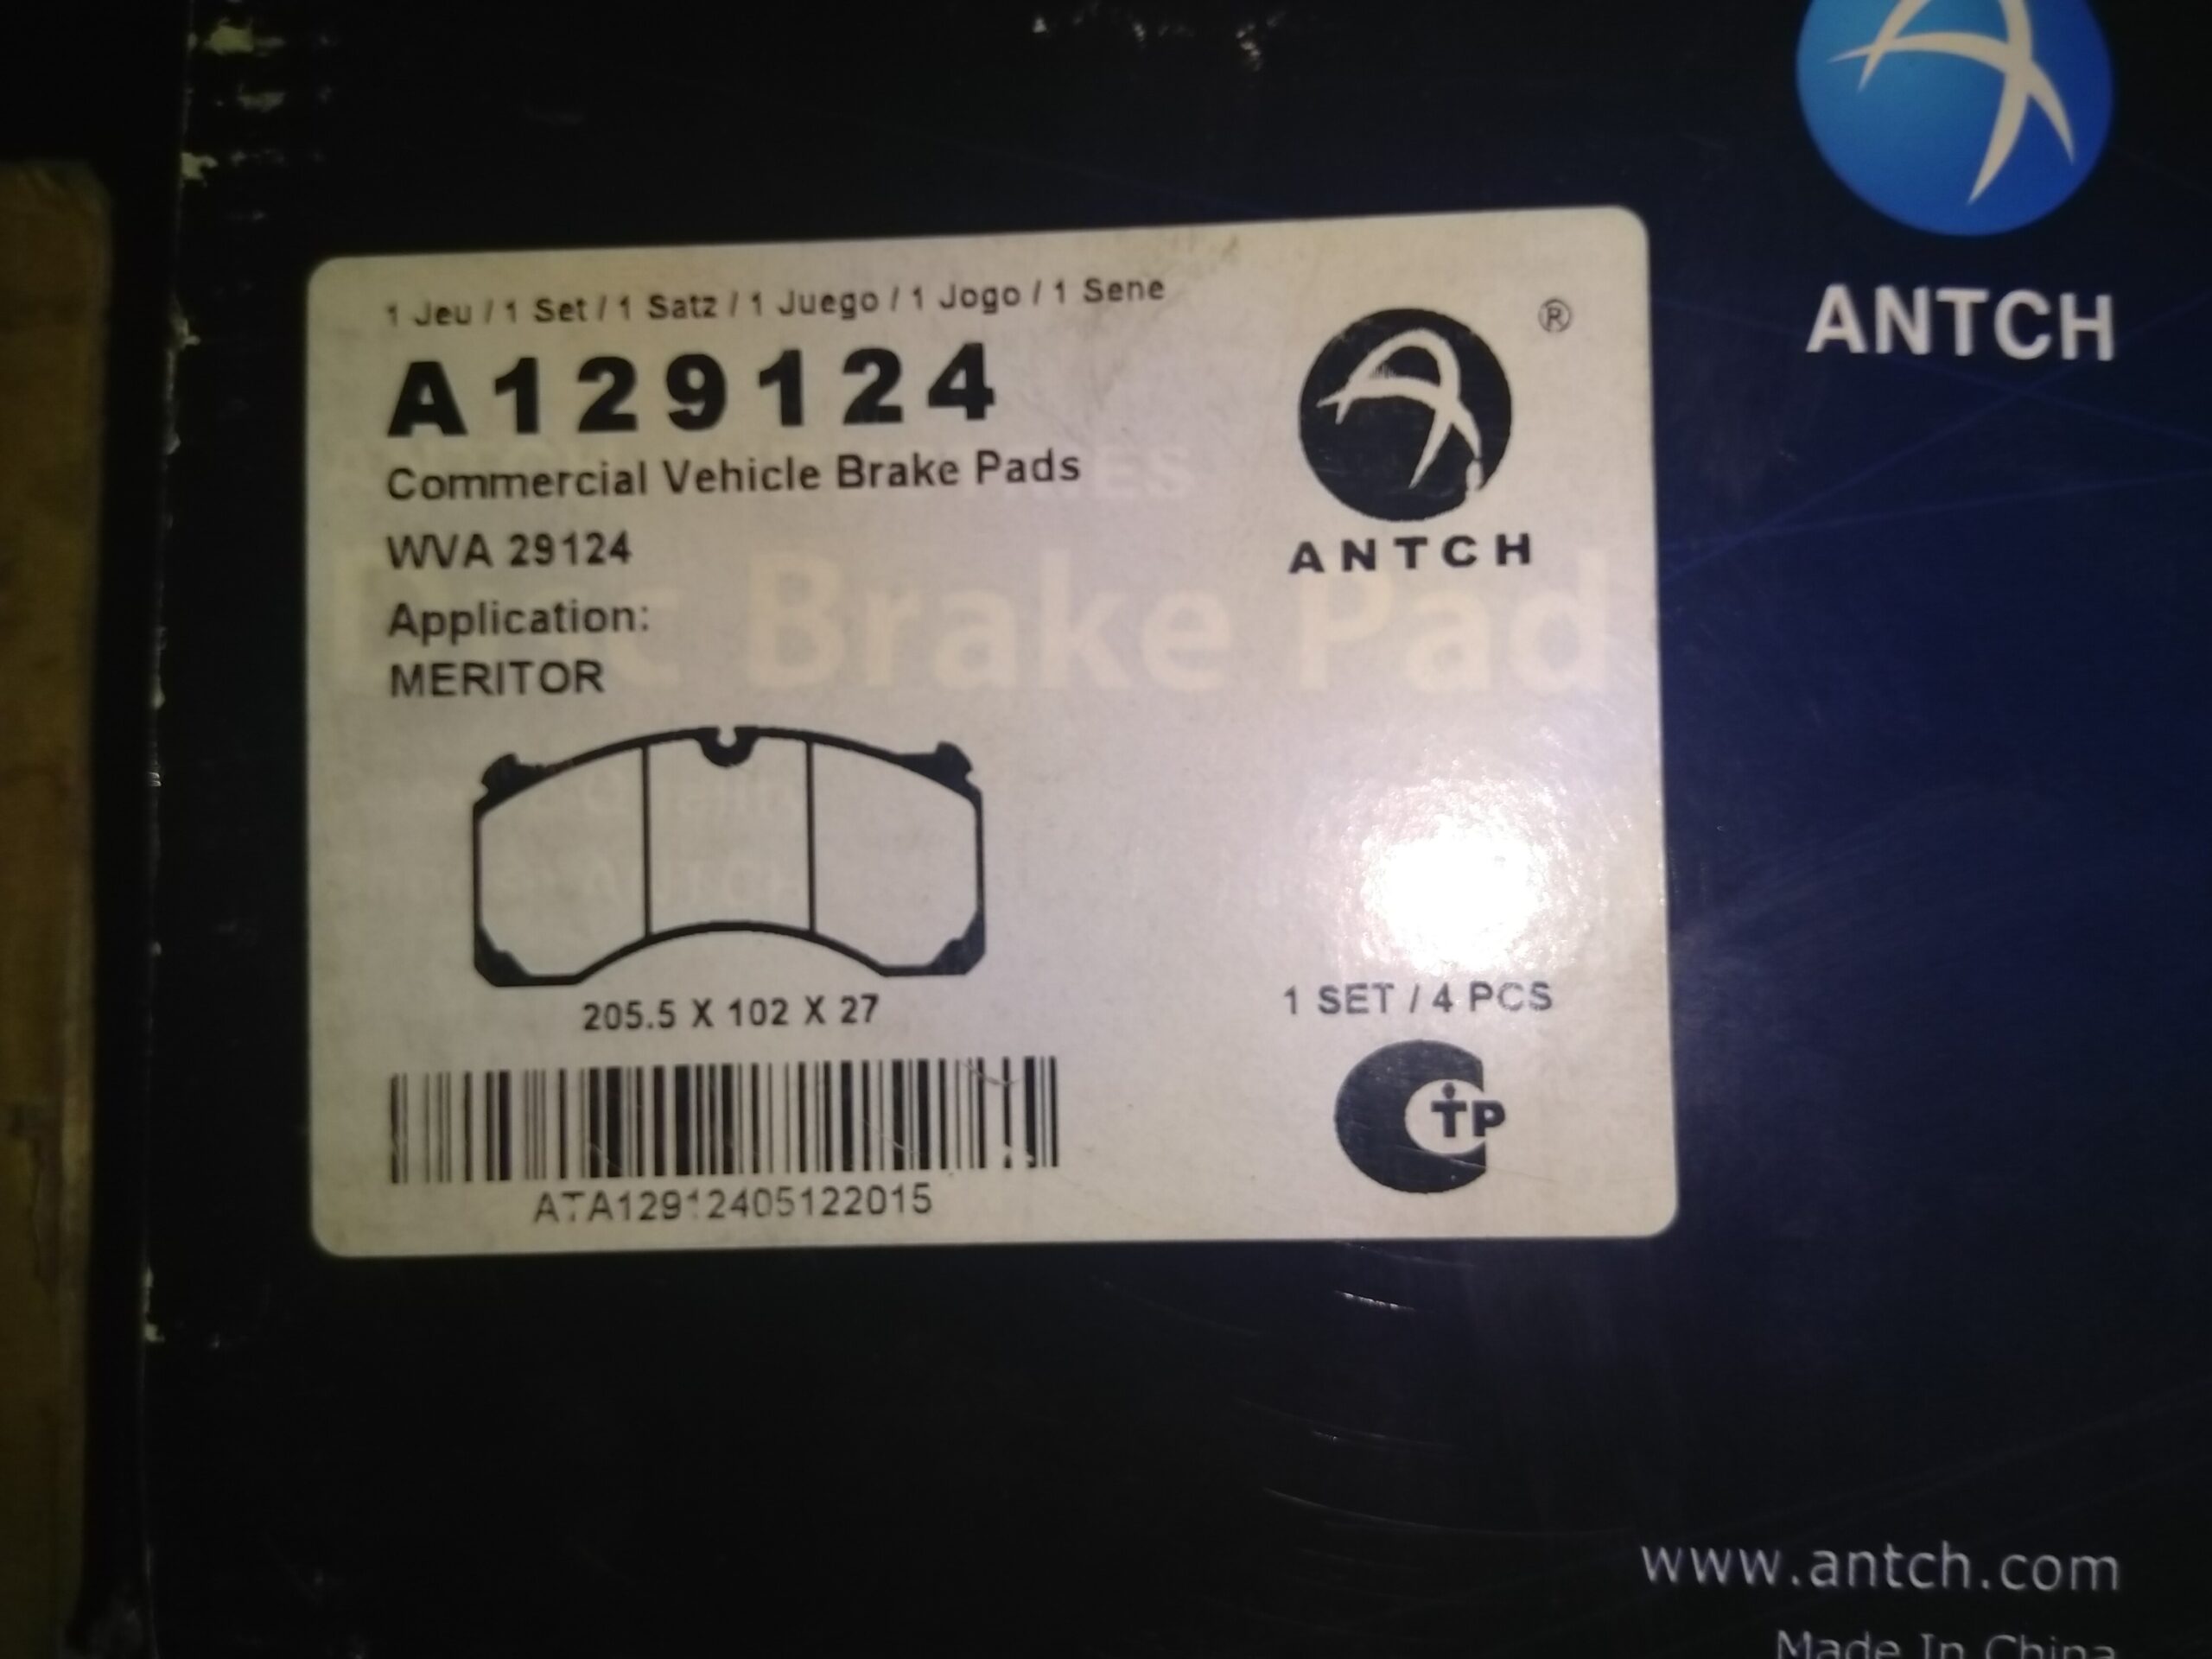 1 Jeu / 1 Set / 1 Satz / 1 Juego / 1 Jogo / 1 Sene
A129124
Commercial Vehicle Brake Pads
WVA 29124
Application:
MERITOR
Brake Pad
ANTCH
®
ANTCH
205.5 X 102 X 27
1 SET / 4 PCS
ATA12912405122015
www.antch.com
Made In China